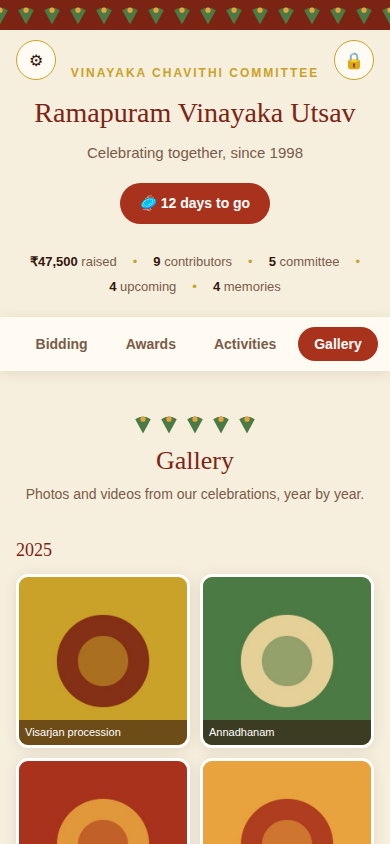 VINAYAKA CHAVITHI COMMITTEE
Ramapuram Vinayaka Utsav
Celebrating together, since 1998
12 days to go
₹47,500 raised • 9 contributors • 5 committee •
4 upcoming • 4 memories
Bidding Awards Activities Gallery
Gallery
Photos and videos from our celebrations, year by year.
2025
Visarjan procession Annadhanam